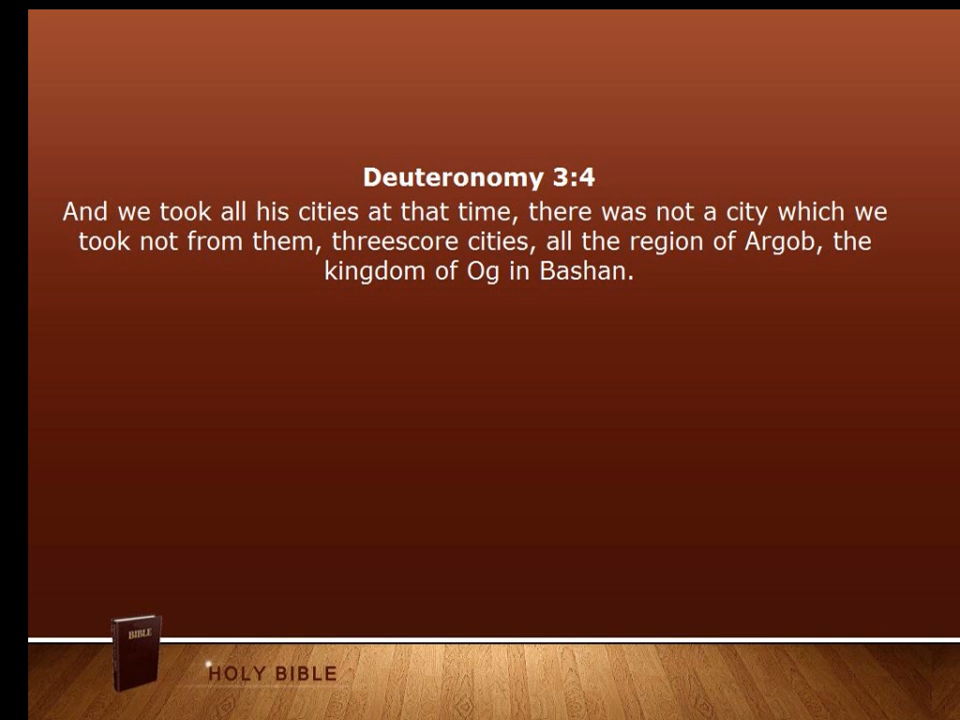 Deuteronomy 3:4
And we took all his cities at that time, there was not a city which we
took not from them, threescore cities, all the region of Argob, the
kingdom of Og in Bashan.
BIBLE
HOLY BIBLE